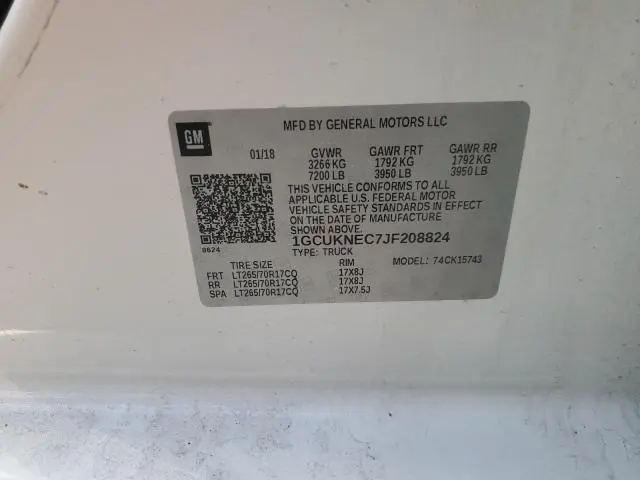 GM
MFD BY GENERAL MOTORS LLC
01/18 GVWR GAWR FRT GAWR RR
3266 KG 1792 KG 1792 KG
7200 LB 3950 LB 3950 LB
THIS VEHICLE CONFORMS TO ALL
APPLICABLE U.S. FEDERAL MOTOR
VEHICLE SAFETY STANDARDS IN EFFECT
ON THE DATE OF MANUFACTURE
SHOWN ABOVE.
1GCUKNEC7JF208824
8624
TYPE: TRUCK
TIRE SIZE RIM MODEL: 74CK15743
FRT LT265/70R17CQ 17X8J
RR LT265/70R17CQ 17X8J
SPA LT265/70R17CQ 17X7.5J